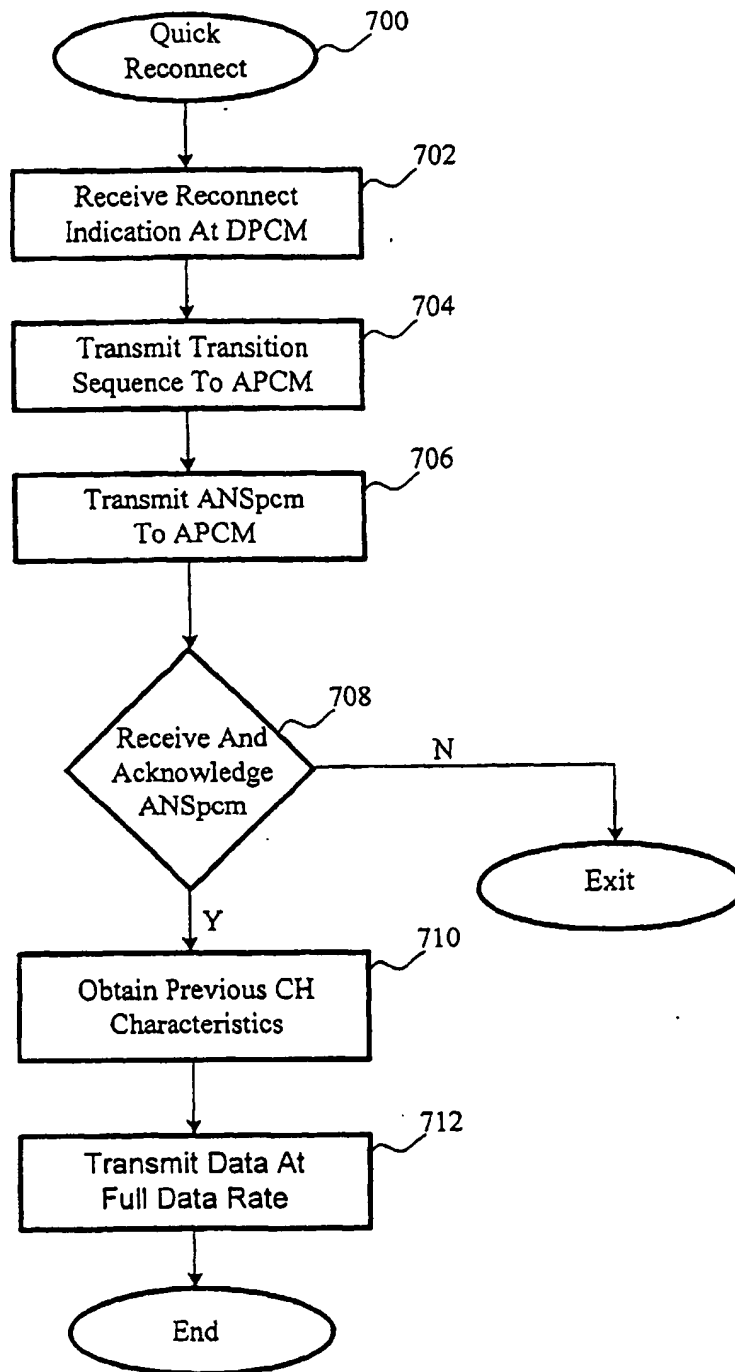 Quick
Reconnect
700
Receive Reconnect
Indication At DPCM
702
Transmit Transition
Sequence To APCM
704
Transmit ANSpcm
To APCM
706
Receive And
Acknowledge
ANSpcm
708
N
Exit
Y
Obtain Previous CH
Characteristics
710
Transmit Data At
Full Data Rate
712
End